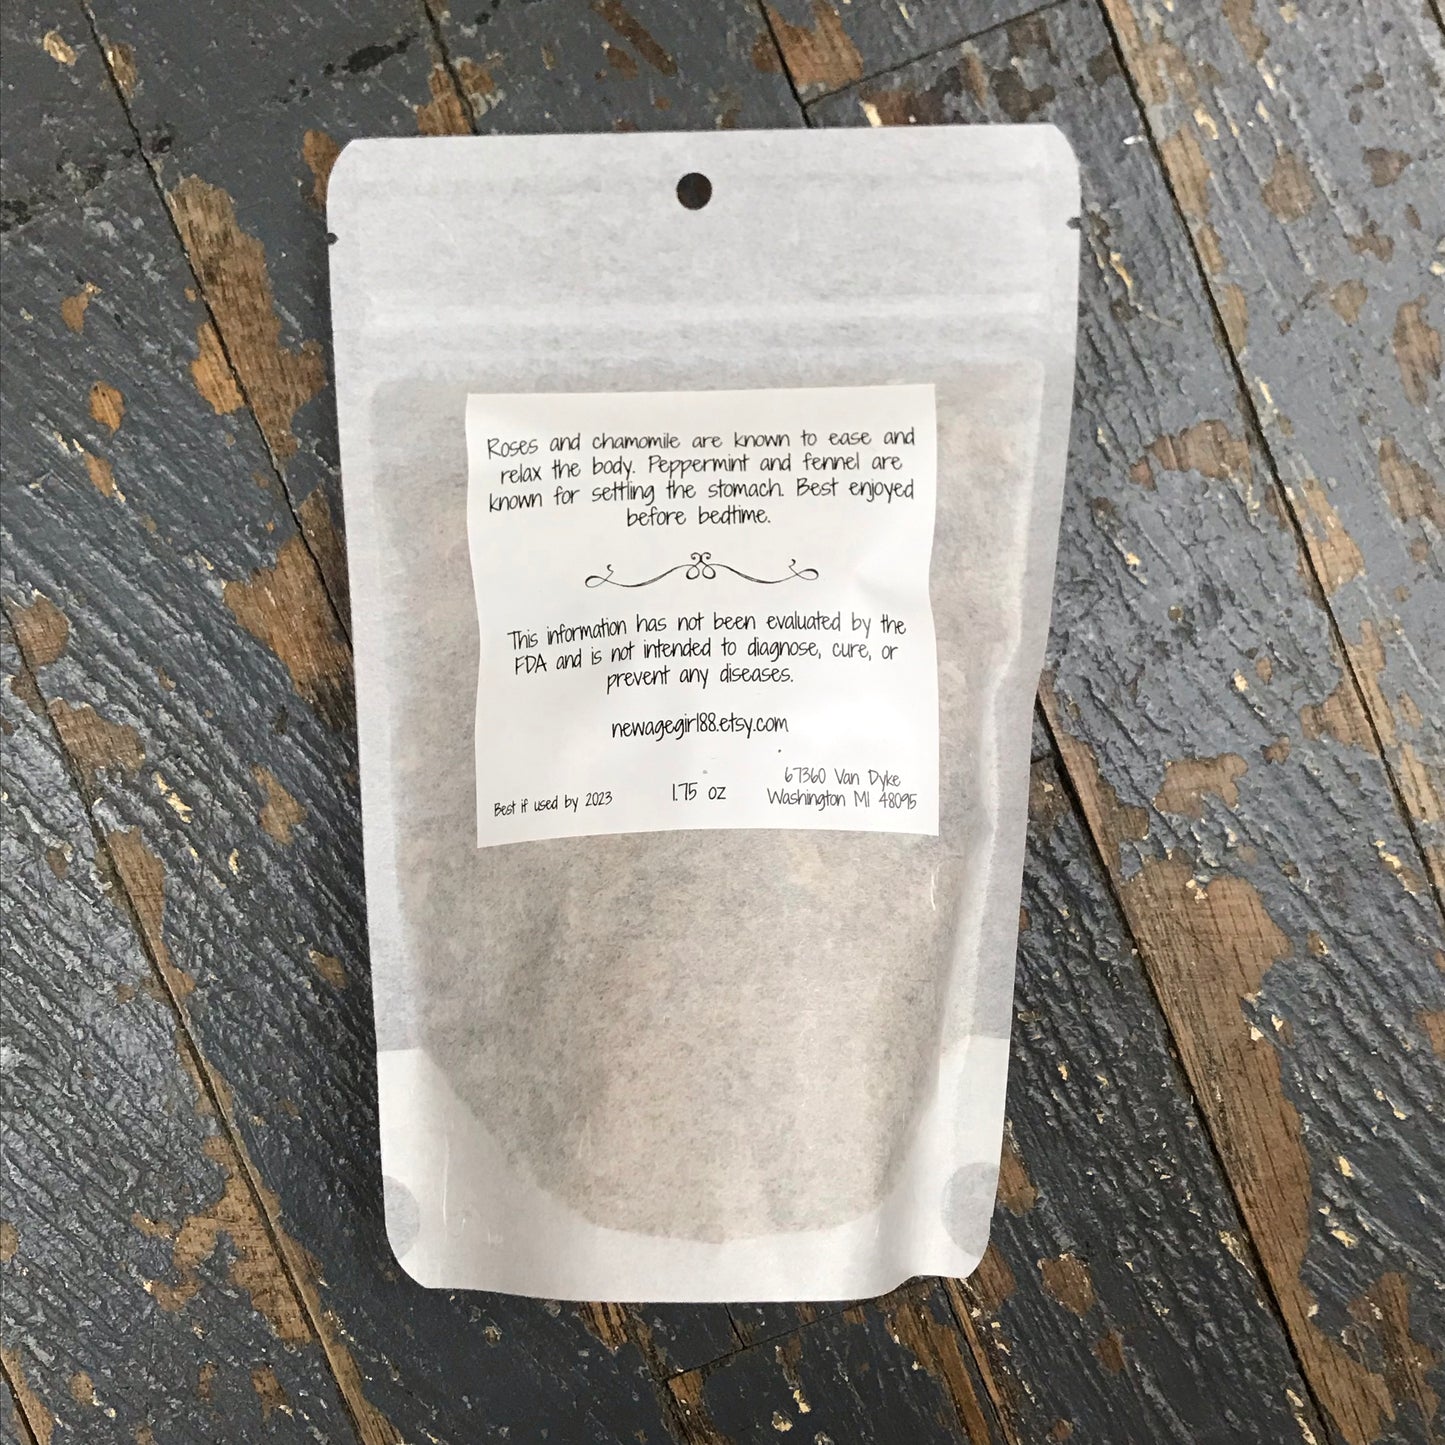 Roses and chamomile are known to ease and
relax the body. Peppermint and fennel are
known for settling the stomach. Best enjoyed
before bedtime.
This information has not been evaluated by the
FDA and is not intended to diagnose, cure, or
prevent any diseases.
newagegirl88.etsy.com
Best if used by 2023
1.75 oz
67360 Van Dyke
Washington MI 48095